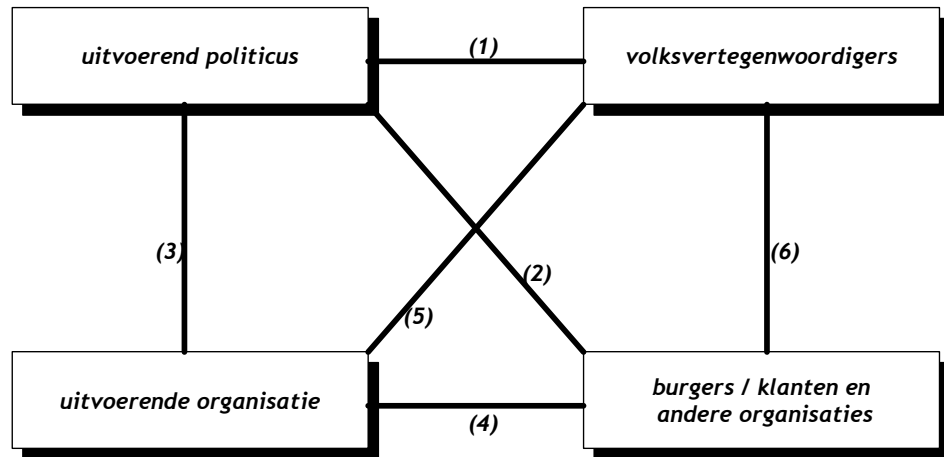 uitvoerend politicus
(1)
volksvertegenwoordigers
(3)
(6)
(2)
(5)
uitvoerende organisatie
(4)
burgers / klanten en
andere organisaties